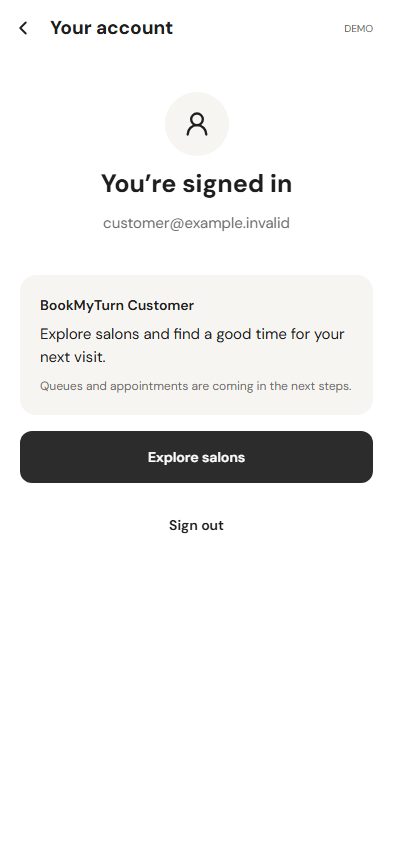 Your account
DEMO
You’re signed in
customer@example.invalid
BookMyTurn Customer
Explore salons and find a good time for your
next visit.
Queues and appointments are coming in the next steps.
Explore salons
Sign out